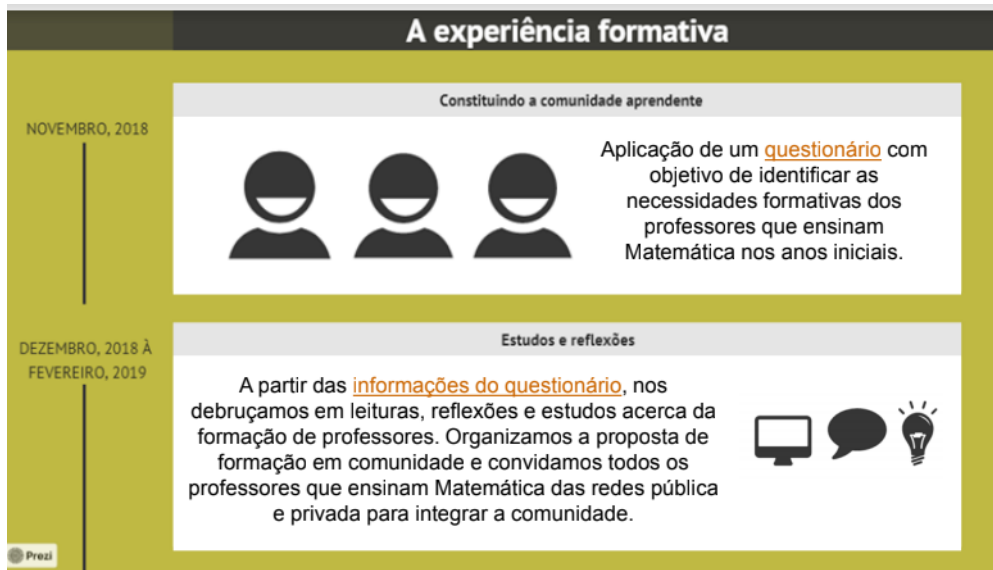 A experiência formativa
Constituindo a comunidade aprendente
NOVEMBRO, 2018
Aplicação de um questionário com
objetivo de identificar as
necessidades formativas dos
professores que ensinam
Matemática nos anos iniciais.
DEZEMBRO, 2018 À
FEVEREIRO, 2019
Estudos e reflexões
A partir das informações do questionário, nos
debruçamos em leituras, reflexões e estudos acerca da
formação de professores. Organizamos a proposta de
formação em comunidade e convidamos todos os
professores que ensinam Matemática das redes pública
e privada para integrar a comunidade.
Prezi